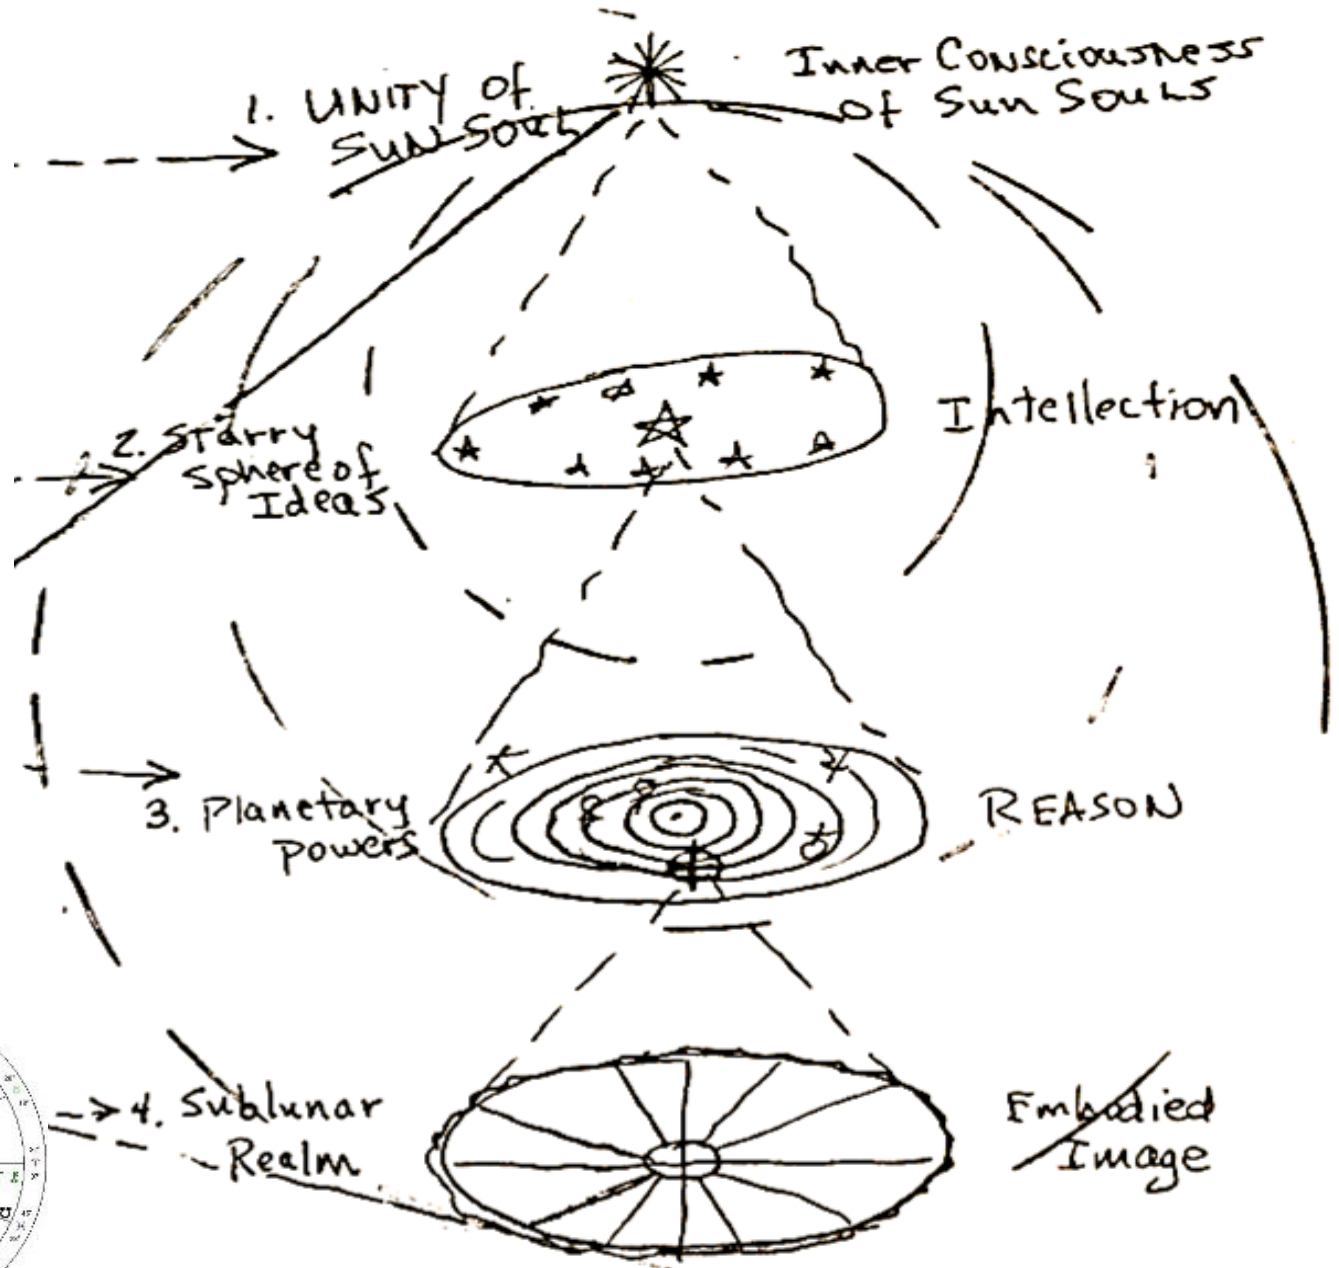 1. UNITY of
SUN SOUL
Inner Consciousness
of Sun Souls
2. Starry
Sphere of
Ideas
Intellection
3. Planetary
Powers
REASON
4. Sublunar
Realm
Embodied
Image